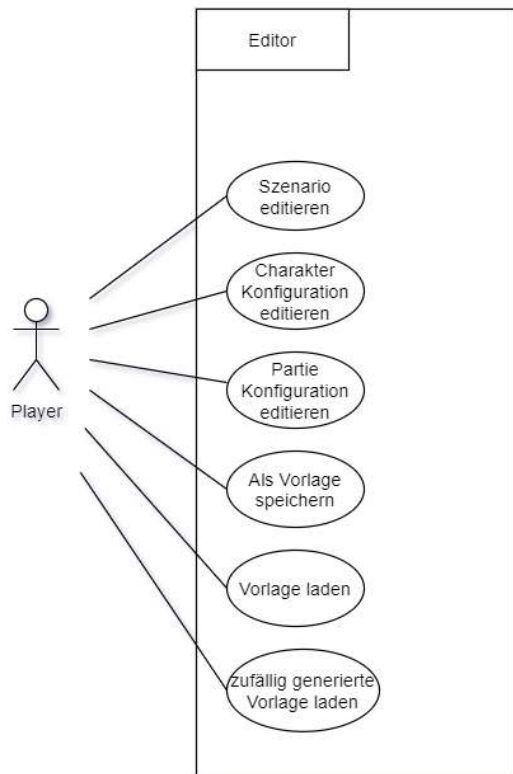 Editor
Szenario
editieren
Charakter
Konfiguration
editieren
Partie
Konfiguration
editieren
Player
Als Vorlage
speichern
Vorlage laden
zufällig generierte
Vorlage laden